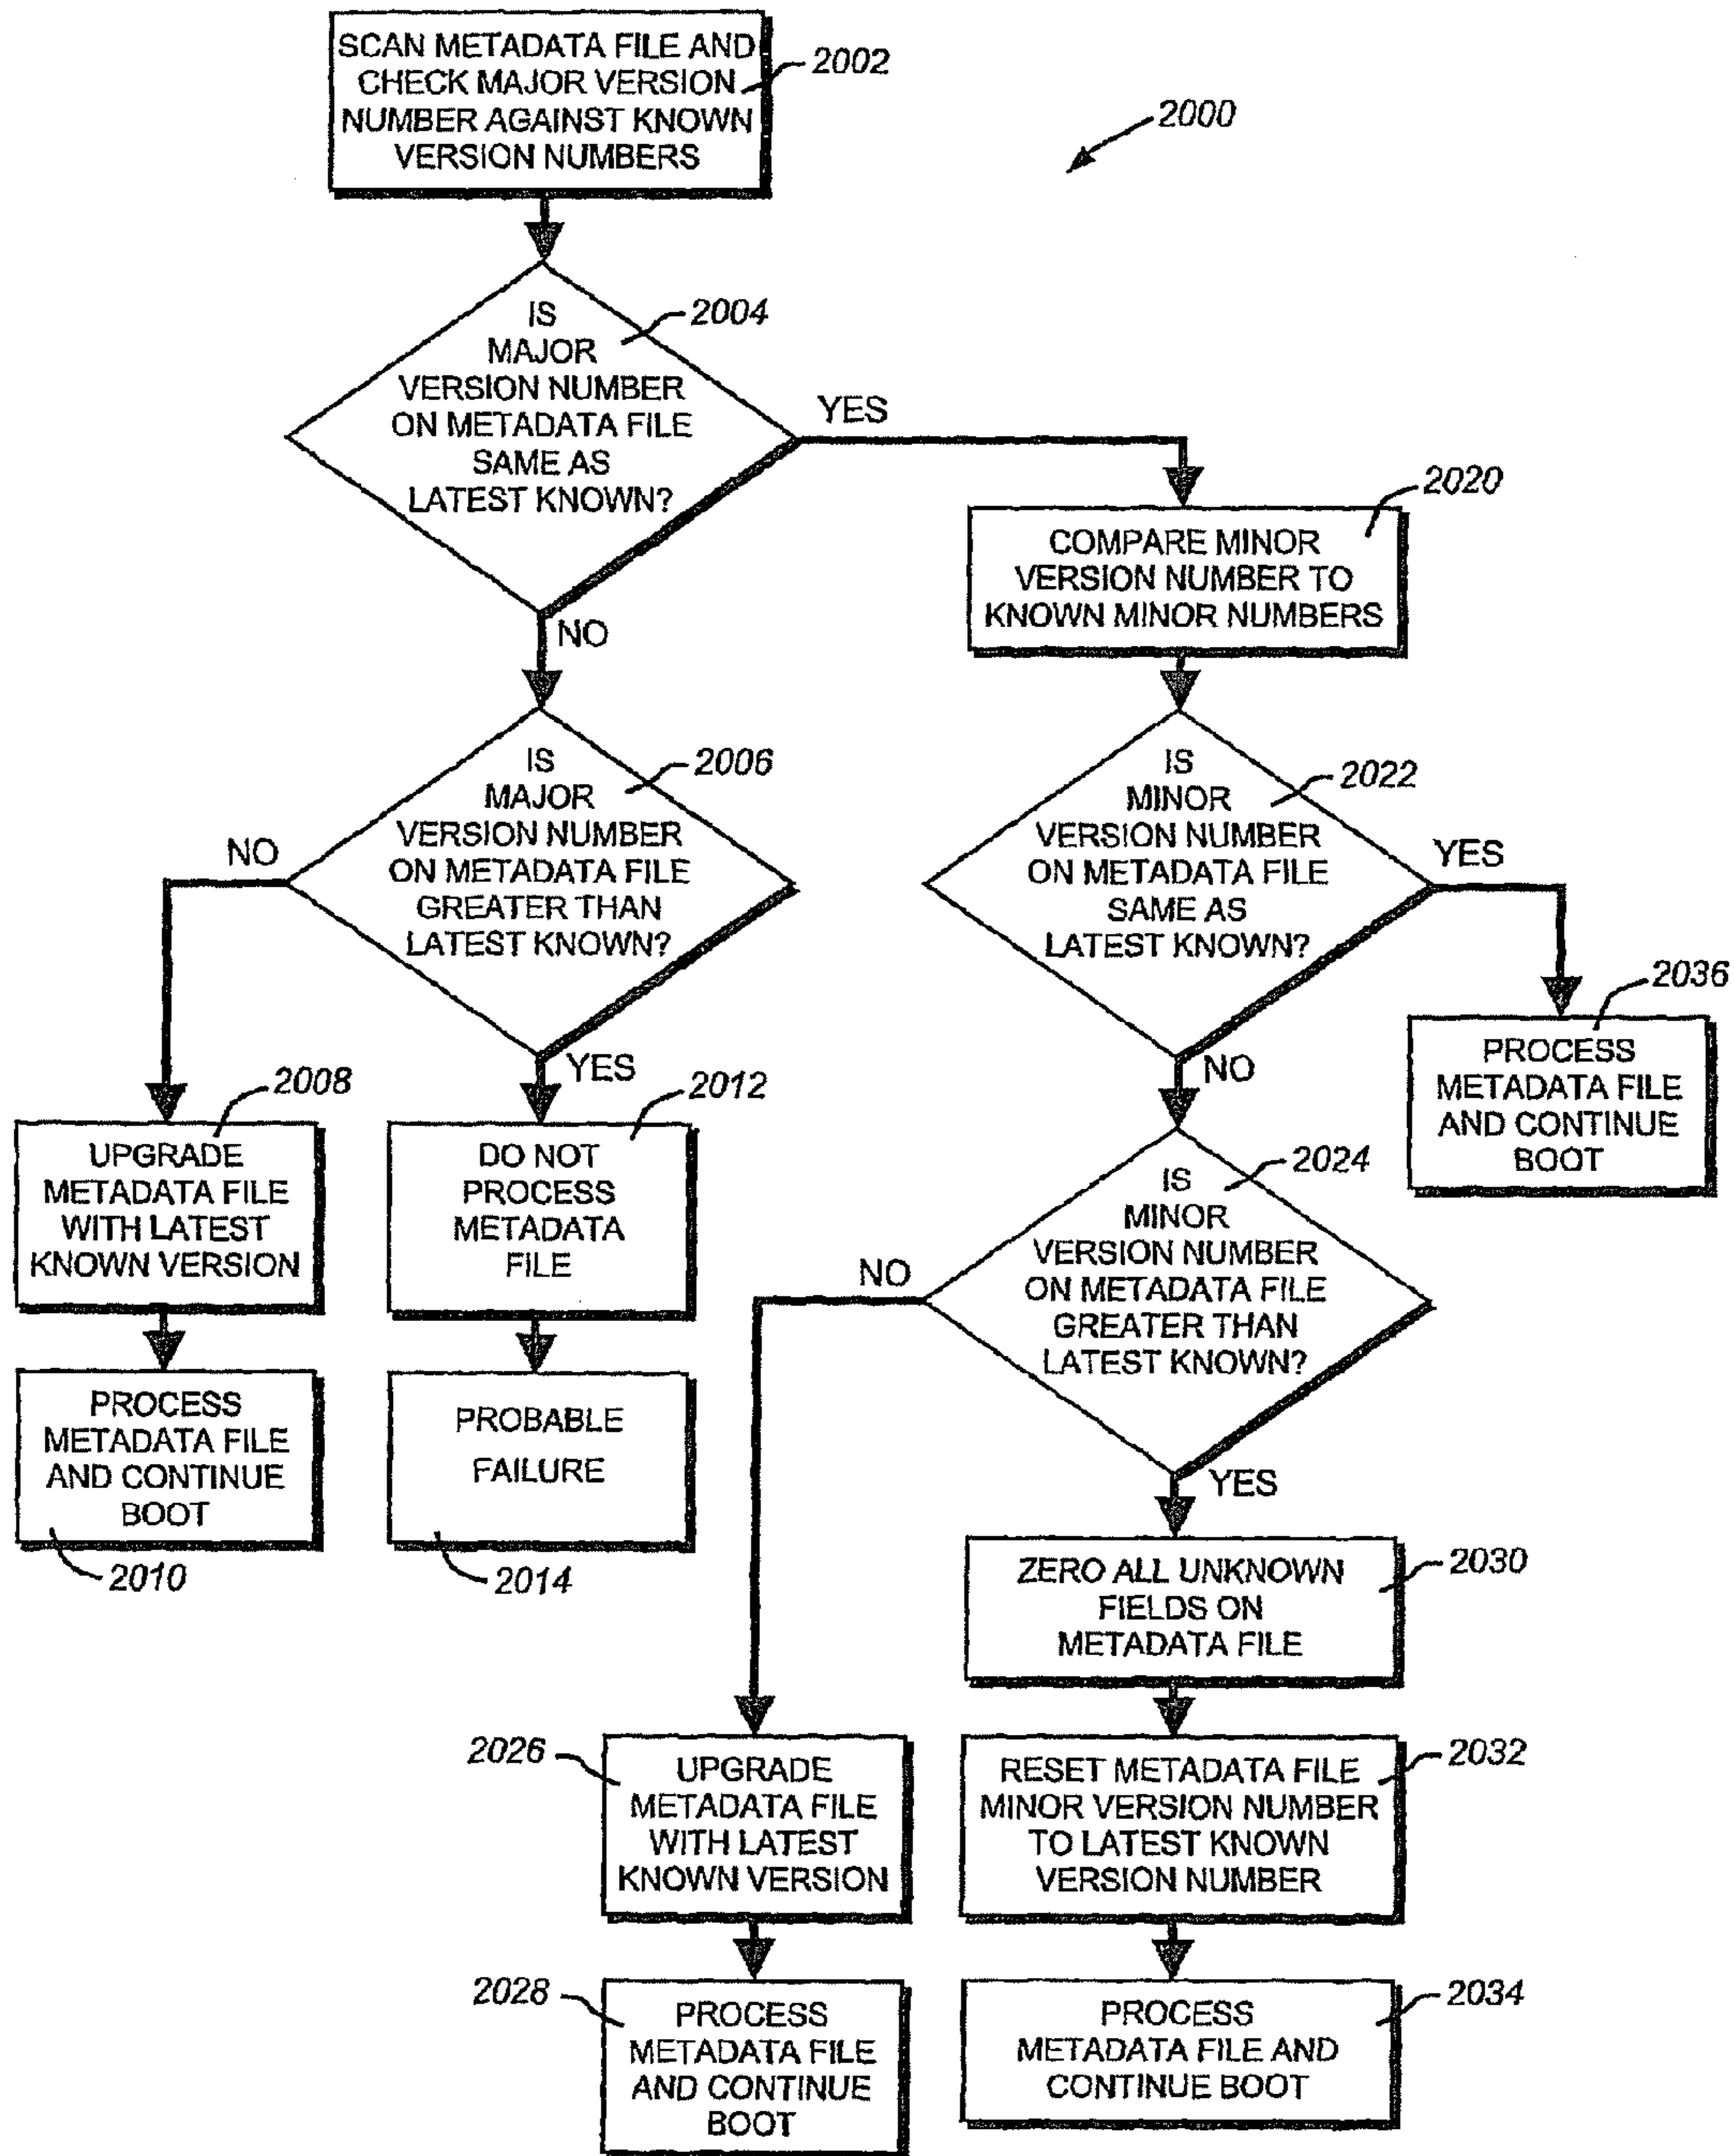 SCAN METADATA FILE AND
CHECK MAJOR VERSION
NUMBER AGAINST KNOWN
VERSION NUMBERS
2002
2000
IS
MAJOR
VERSION NUMBER
ON METADATA FILE
SAME AS
LATEST KNOWN?
2004
YES
NO
COMPARE MINOR
VERSION NUMBER TO
KNOWN MINOR NUMBERS
2020
IS
MAJOR
VERSION NUMBER
ON METADATA FILE
GREATER THAN
LATEST KNOWN?
2006
NO
YES
IS
MINOR
VERSION NUMBER
ON METADATA FILE
SAME AS
LATEST KNOWN?
2022
YES
NO
PROCESS
METADATA FILE
AND CONTINUE
BOOT
2036
UPGRADE
METADATA FILE
WITH LATEST
KNOWN VERSION
2008
DO NOT
PROCESS
METADATA
FILE
2012
IS
MINOR
VERSION NUMBER
ON METADATA FILE
GREATER THAN
LATEST KNOWN?
2024
NO
YES
PROCESS
METADATA FILE
AND CONTINUE
BOOT
2010
PROBABLE
FAILURE
2014
ZERO ALL UNKNOWN
FIELDS ON
METADATA FILE
2030
UPGRADE
METADATA FILE
WITH LATEST
KNOWN VERSION
2026
RESET METADATA FILE
MINOR VERSION NUMBER
TO LATEST KNOWN
VERSION NUMBER
2032
PROCESS
METADATA FILE
AND CONTINUE
BOOT
2028
PROCESS
METADATA FILE AND
CONTINUE BOOT
2034